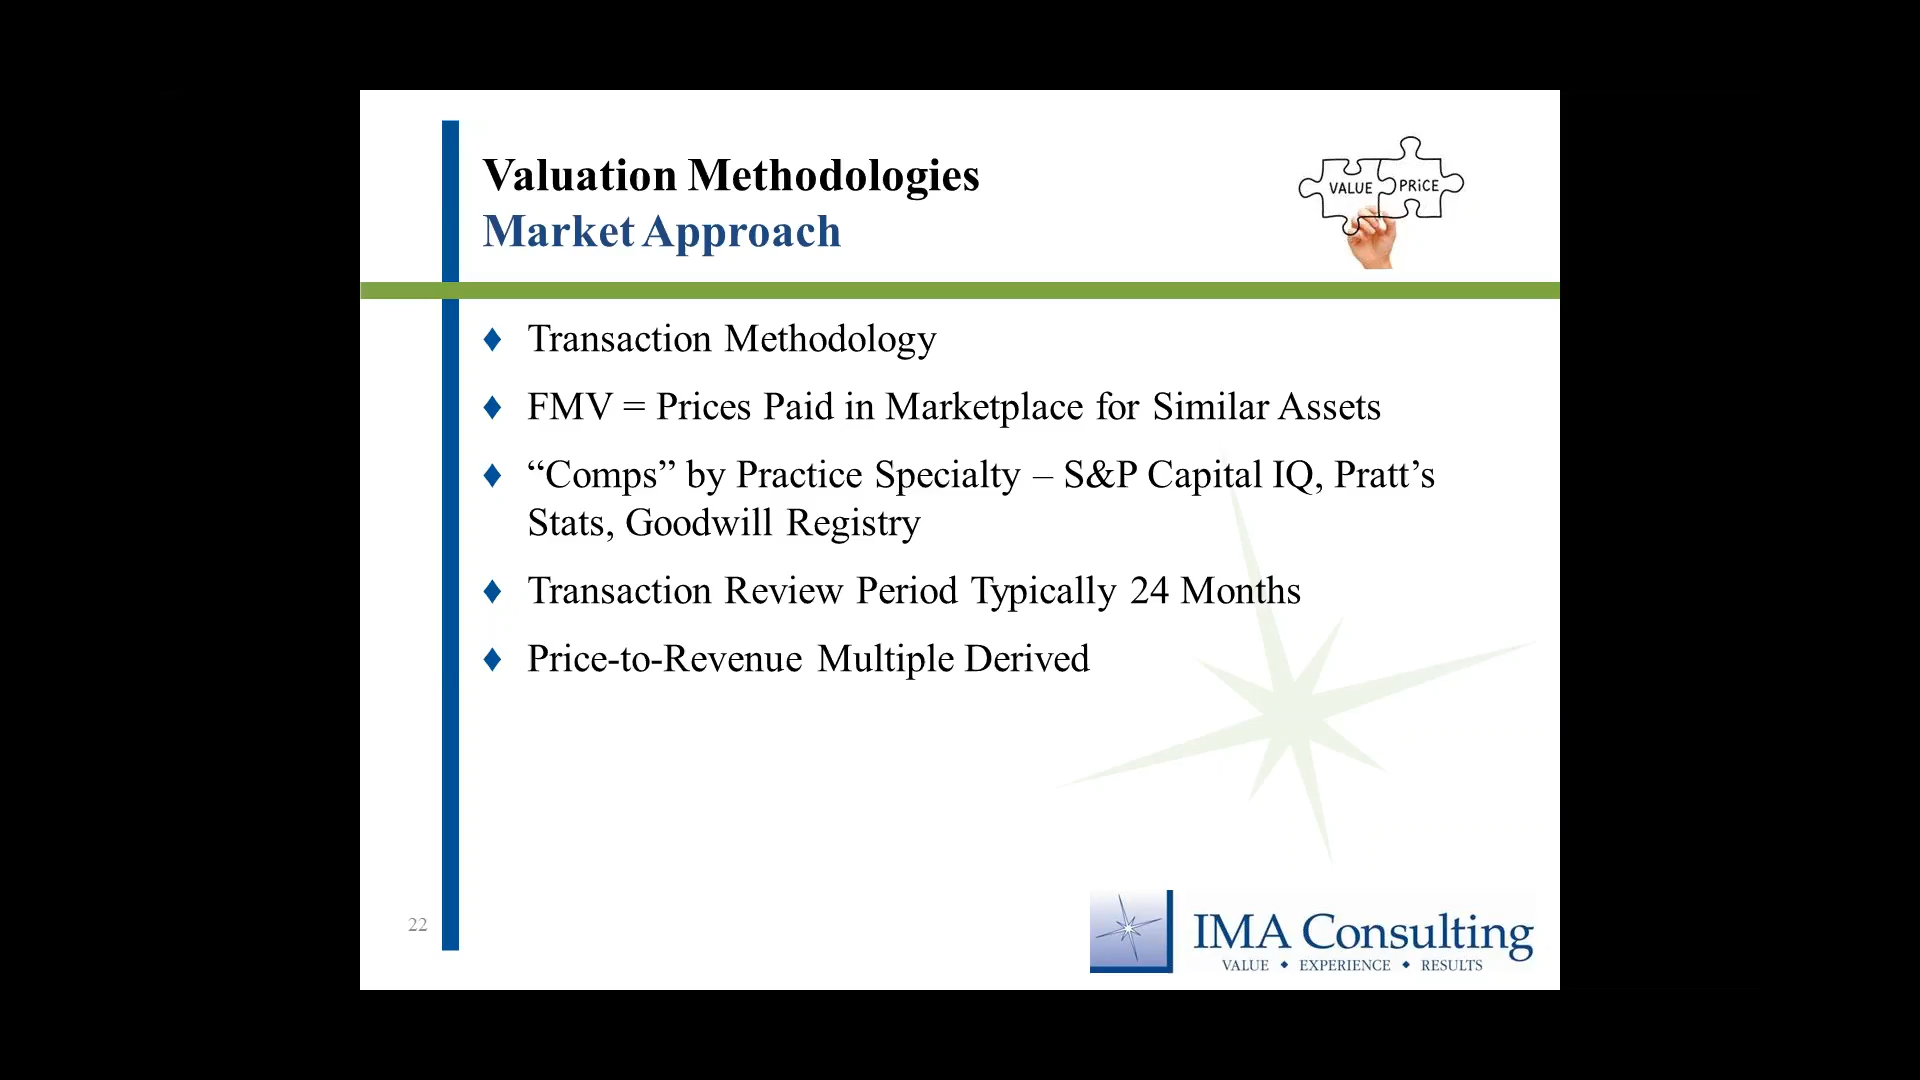 Valuation Methodologies
Market Approach
VALUE PRiCE
♦ Transaction Methodology
♦ FMV = Prices Paid in Marketplace for Similar Assets
♦ “Comps” by Practice Specialty – S&P Capital IQ, Pratt’s
Stats, Goodwill Registry
♦ Transaction Review Period Typically 24 Months
♦ Price-to-Revenue Multiple Derived
22
IMA Consulting
VALUE ♦ EXPERIENCE ♦ RESULTS